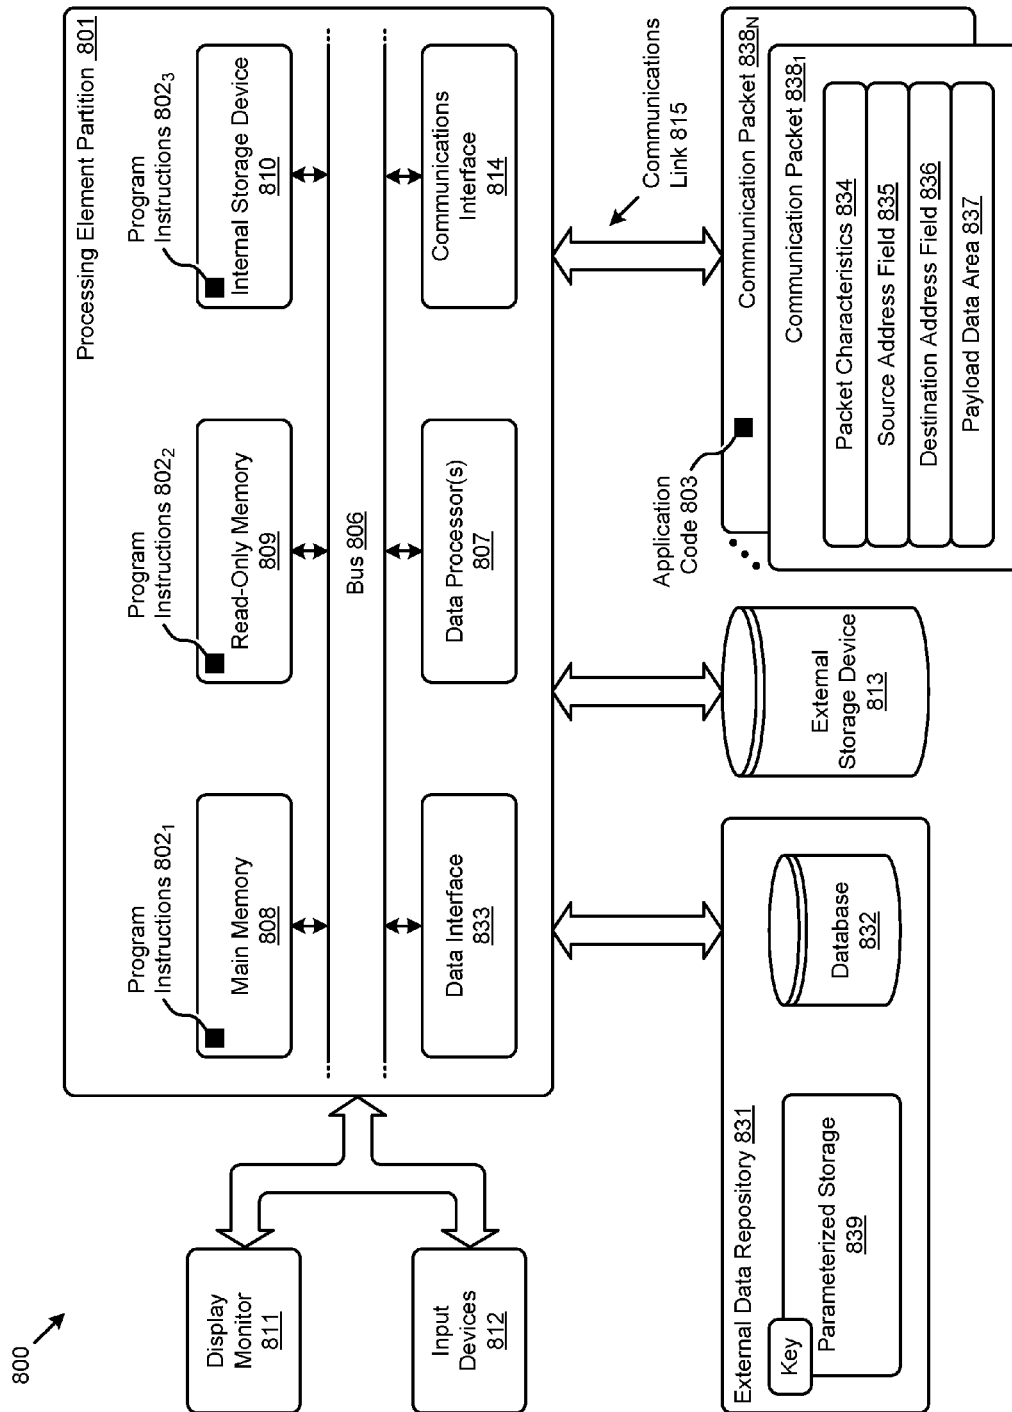 800
Processing Element Partition 801
Program
Instructions 802₁
Program
Instructions 802₂
Program
Instructions 802₃
Main Memory
808
Read-Only Memory
809
Internal Storage Device
810
Display
Monitor
811
Bus 806
Input
Devices
812
Data Interface
833
Data Processor(s)
807
Communications
Interface
814
Communications
Link 815
External Data Repository 831
Key
Parameterized Storage
839
Database
832
External
Storage Device
813
Application
Code 803
Communication Packet 838N
Communication Packet 838₁
Packet Characteristics 834
Source Address Field 835
Destination Address Field 836
Payload Data Area 837